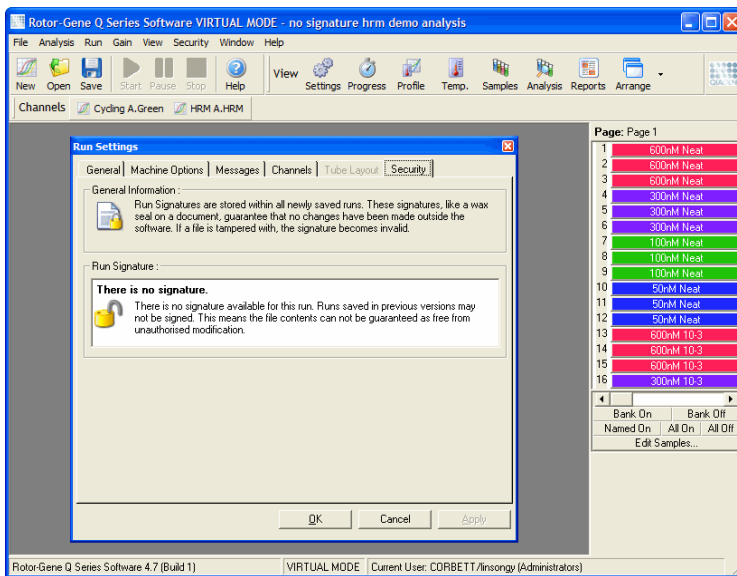 Rotor-Gene Q Series Software VIRTUAL MODE - no signature hrm demo analysis
File Analysis Run Gain View Security Window Help
New Open Save Start Pause Stop Help View Settings Progress Profile Temp. Samples Analysis Reports Arrange
Channels Cycling A.Green HRM A.HRM
Page: Page 1
1 600nM Neat
2 600nM Neat
3 600nM Neat
4 300nM Neat
5 300nM Neat
6 300nM Neat
7 100nM Neat
8 100nM Neat
9 100nM Neat
10 50nM Neat
11 50nM Neat
12 50nM Neat
13 600nM 10-3
14 600nM 10-3
15 600nM 10-3
16 300nM 10-3
Bank On Bank Off
Named On All On All Off
Edit Samples...
Run Settings
General Machine Options Messages Channels Tube Layout Security
General Information :
Run Signatures are stored within all newly saved runs. These signatures, like a wax
seal on a document, guarantee that no changes have been made outside the
software. If a file is tampered with, the signature becomes invalid.
Run Signature :
There is no signature.
There is no signature available for this run. Runs saved in previous versions may
not be signed. This means the file contents can not be guaranteed as free from
unauthorised modification.
OK Cancel Apply
Rotor-Gene Q Series Software 4.7 (Build 1) VIRTUAL MODE Current User: CORBETT/linsongy (Administrators)